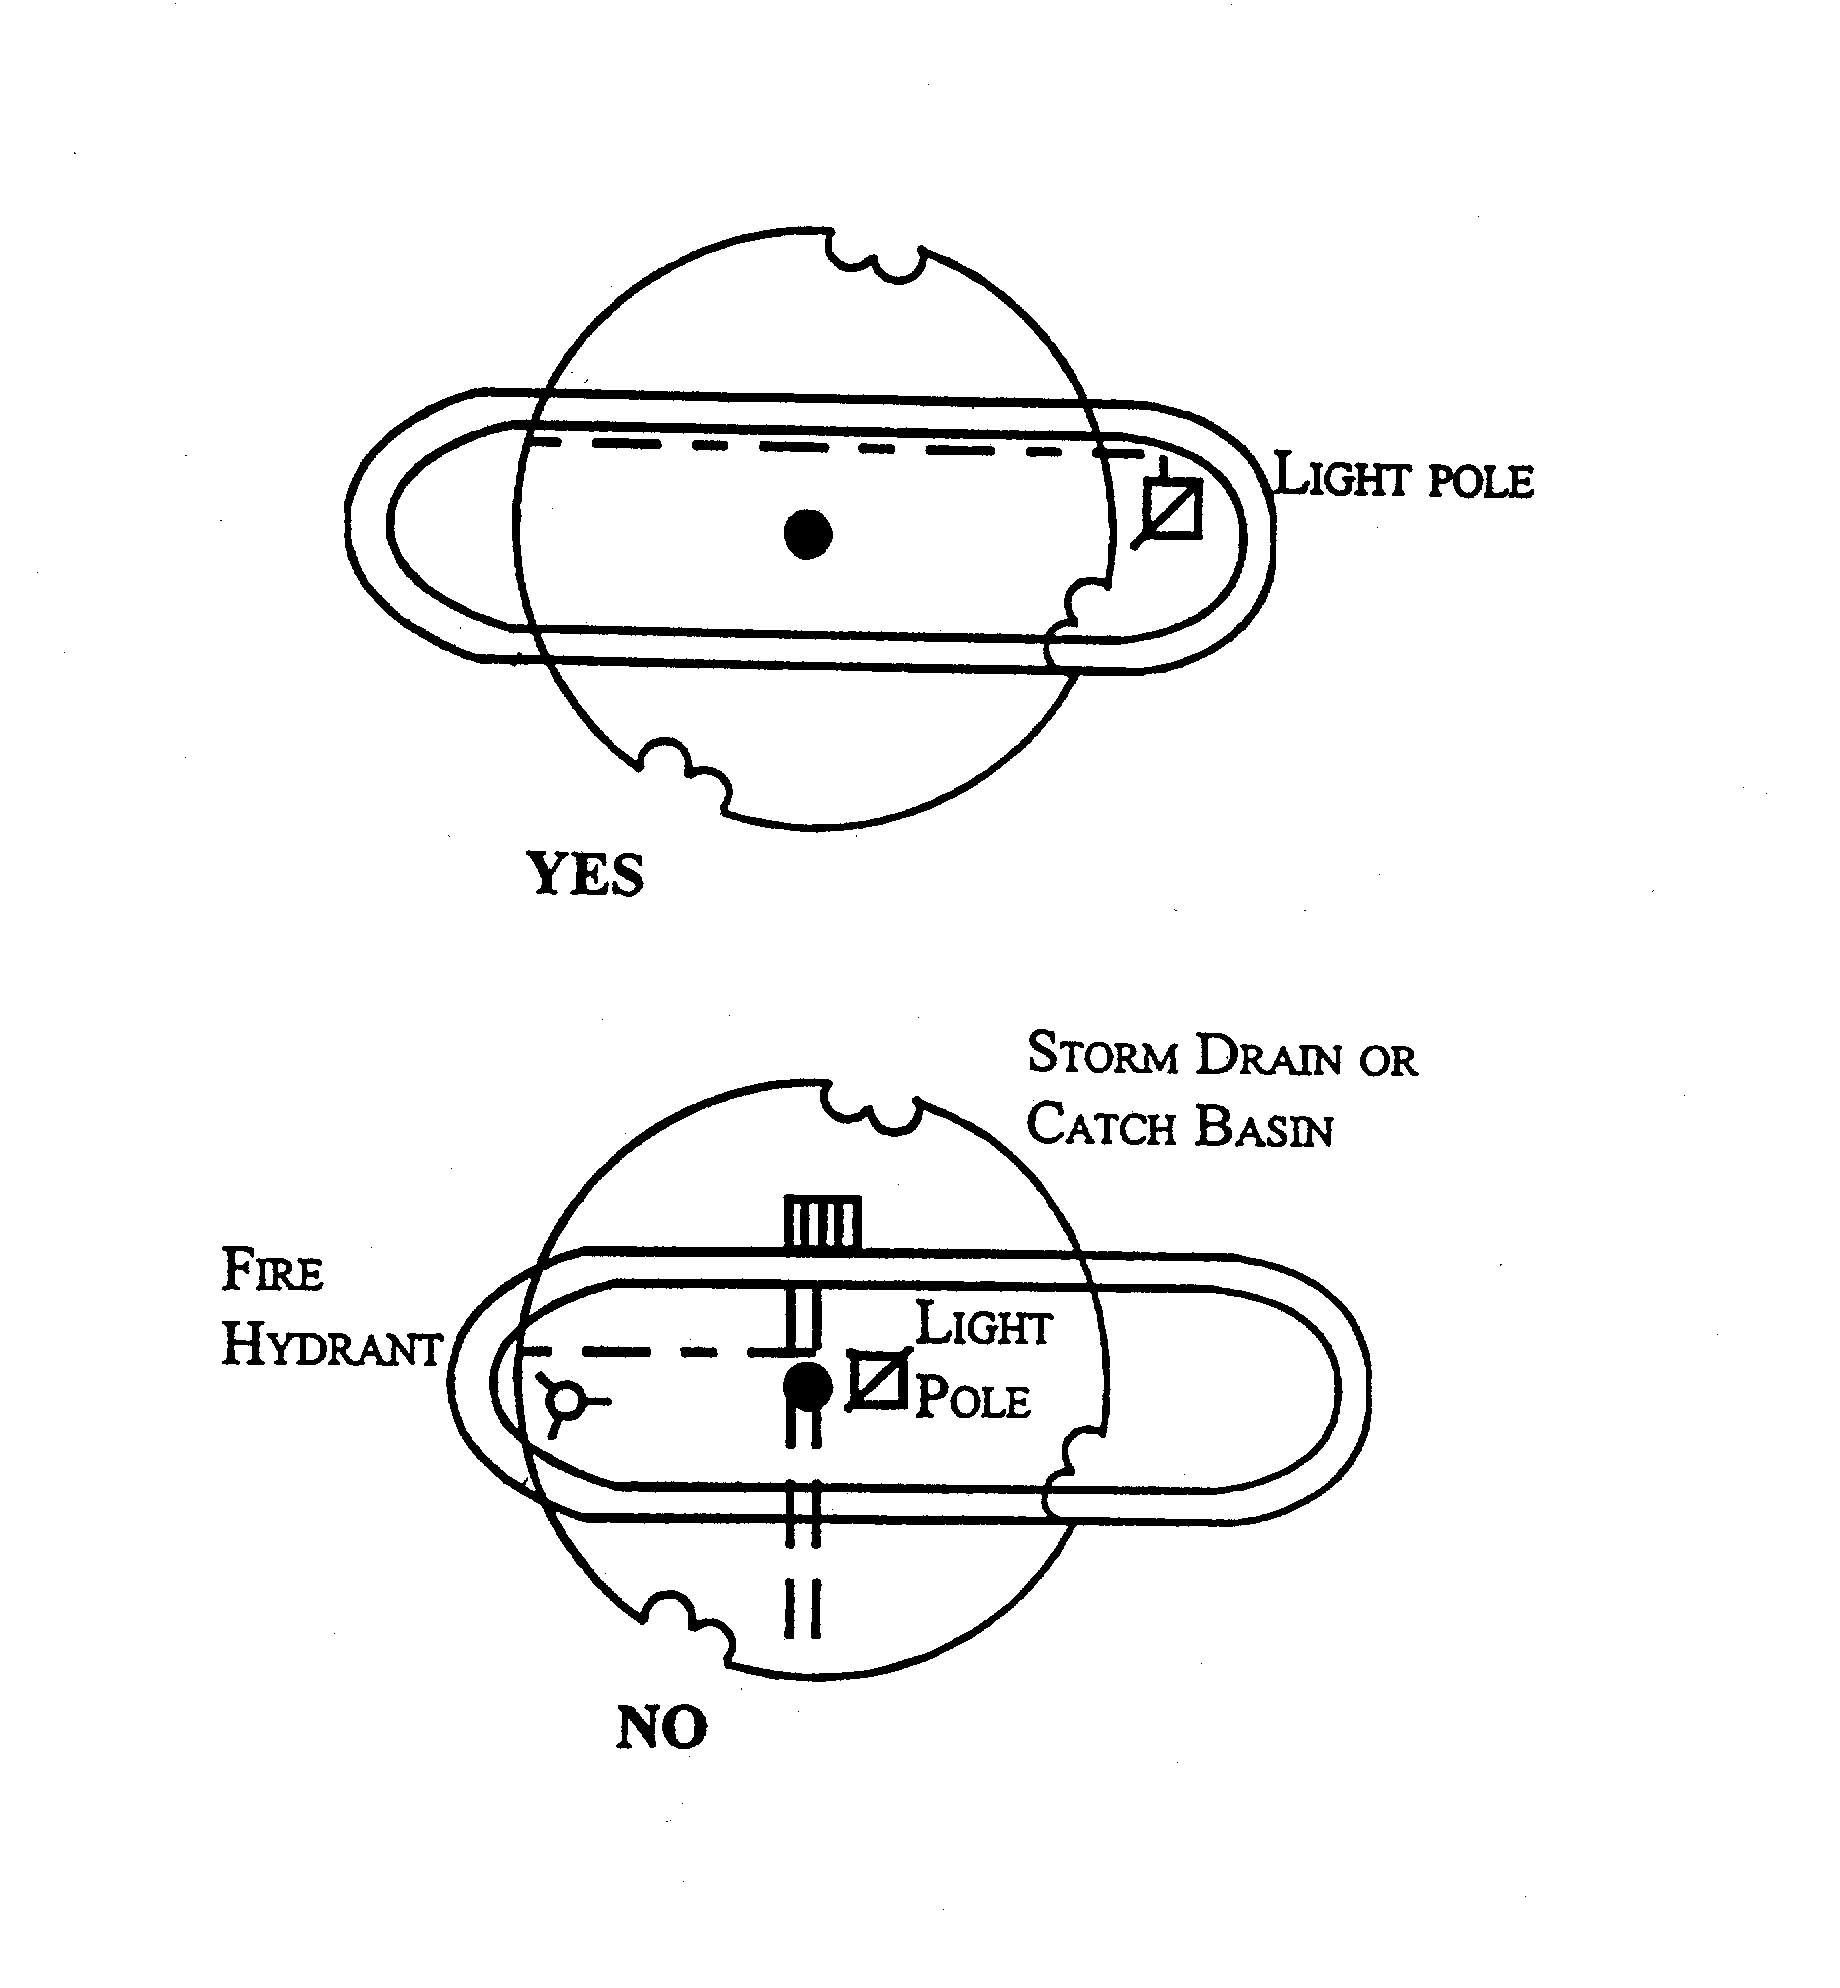 LIGHT POLE
YES
STORM DRAIN OR
CATCH BASIN
FIRE
HYDRANT
LIGHT
POLE
NO